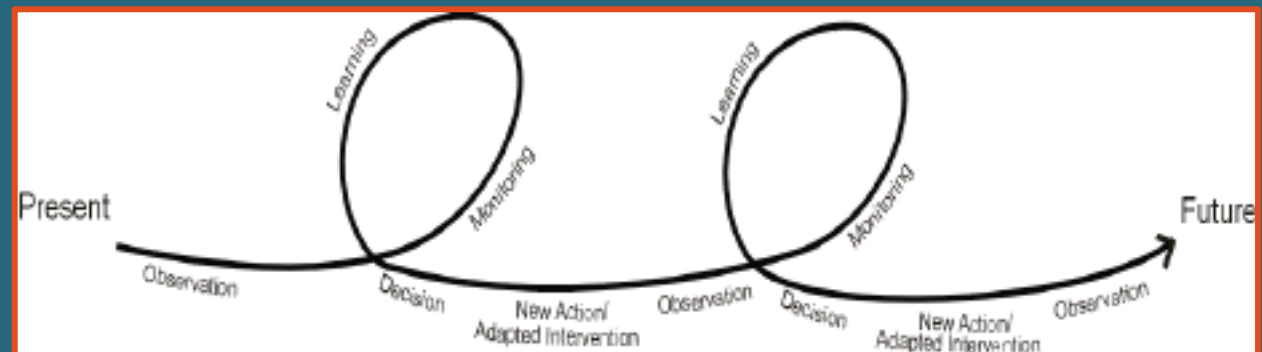 Present
Observation
Learning
Monitoring
Decision
New Action/
Adapted Intervention
Observation
Learning
Monitoring
Decision
New Action/
Adapted Intervention
Observation
Future